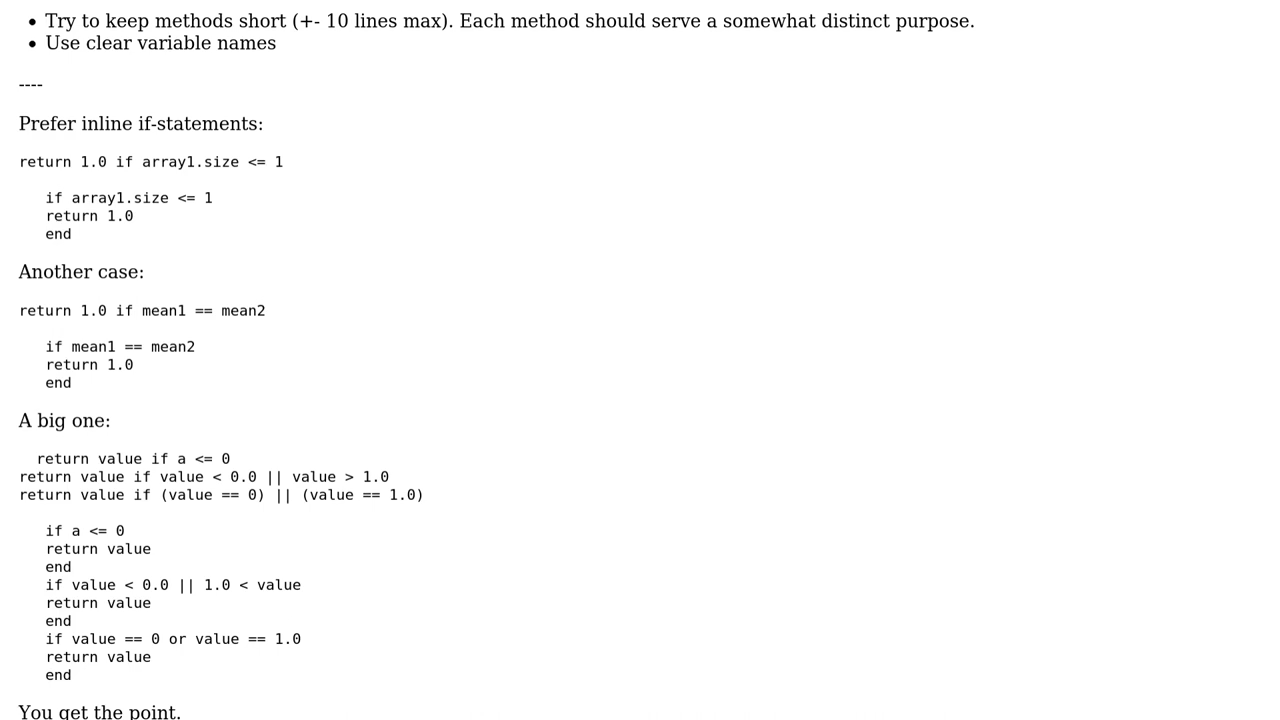 • Try to keep methods short (+- 10 lines max). Each method should serve a somewhat distinct purpose.
• Use clear variable names
----
Prefer inline if-statements:
return 1.0 if array1.size <= 1
if array1.size <= 1
return 1.0
end
Another case:
return 1.0 if mean1 == mean2
if mean1 == mean2
return 1.0
end
A big one:
return value if a <= 0
return value if value < 0.0 || value > 1.0
return value if (value == 0) || (value == 1.0)
if a <= 0
return value
end
if value < 0.0 || 1.0 < value
return value
end
if value == 0 or value == 1.0
return value
end
You get the point.